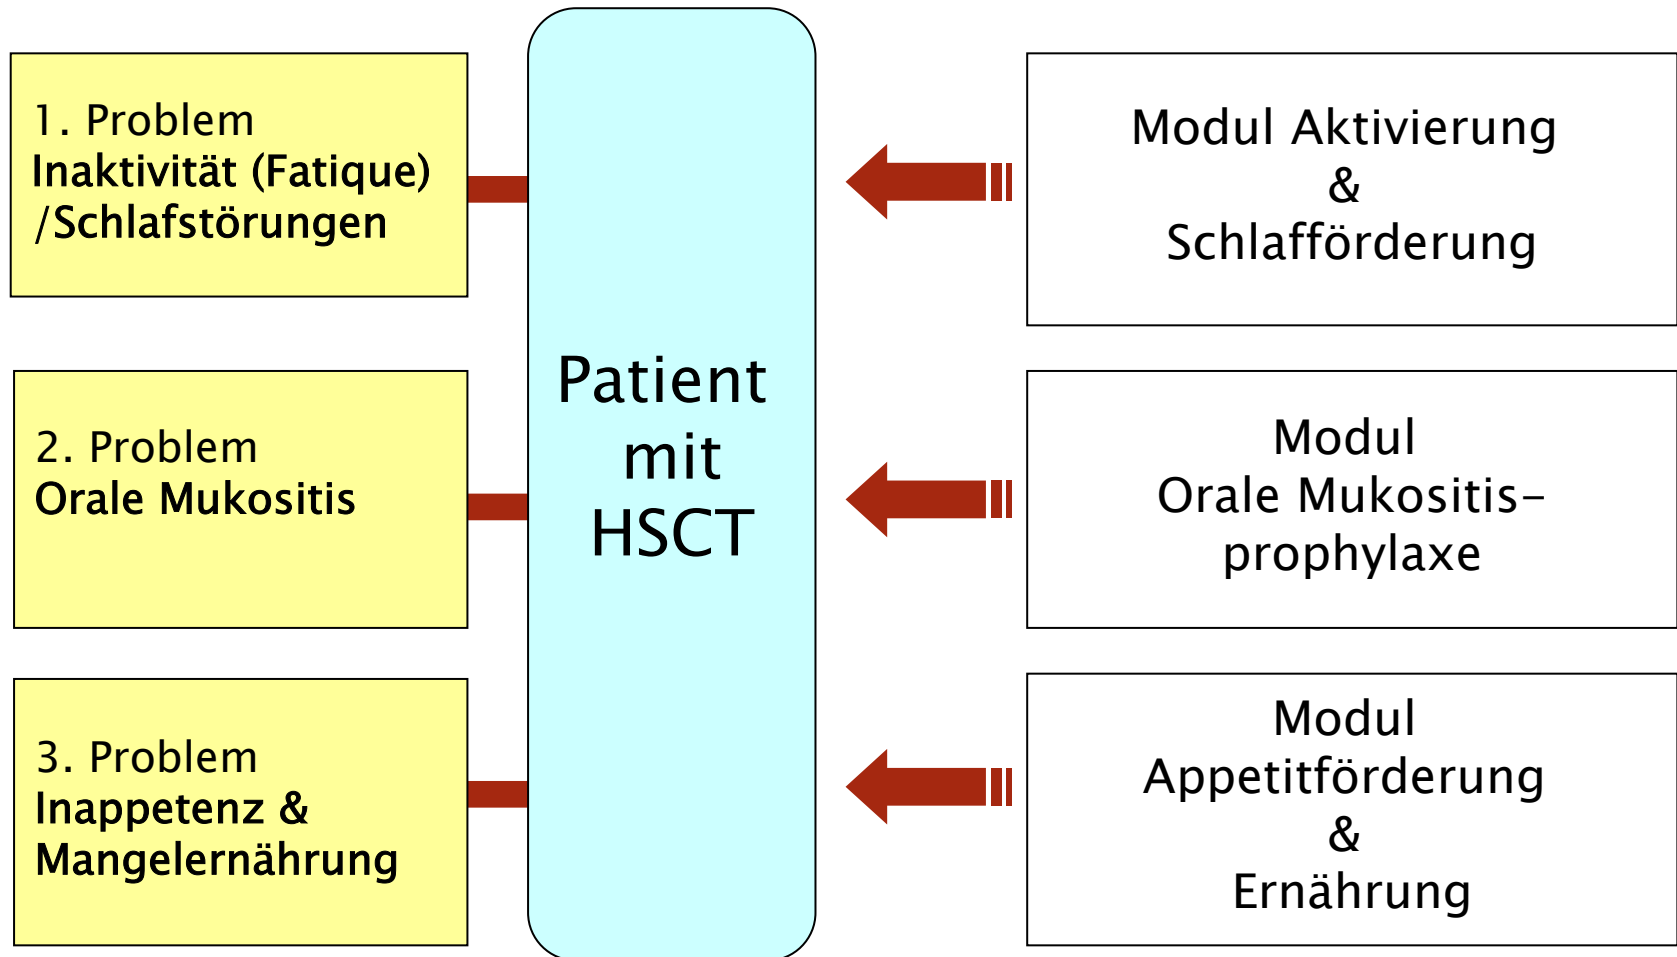 1. Problem
Inaktivität (Fatique)
/Schlafstörungen
2. Problem
Orale Mukositis
3. Problem
Inappetenz &
Mangelernährung
Patient
mit
HSCT
Modul Aktivierung
&
Schlafförderung
Modul
Orale Mukositis-
prophylaxe
Modul
Appetitförderung
&
Ernährung